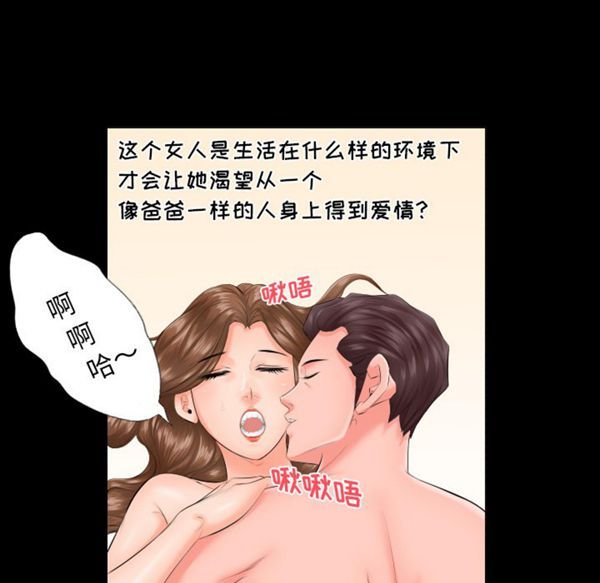 这个女人是生活在什么样的环境下
才会让她渴望从一个
像爸爸一样的人身上得到爱情?
啾唔
啊
啊
哈~
啾啾唔